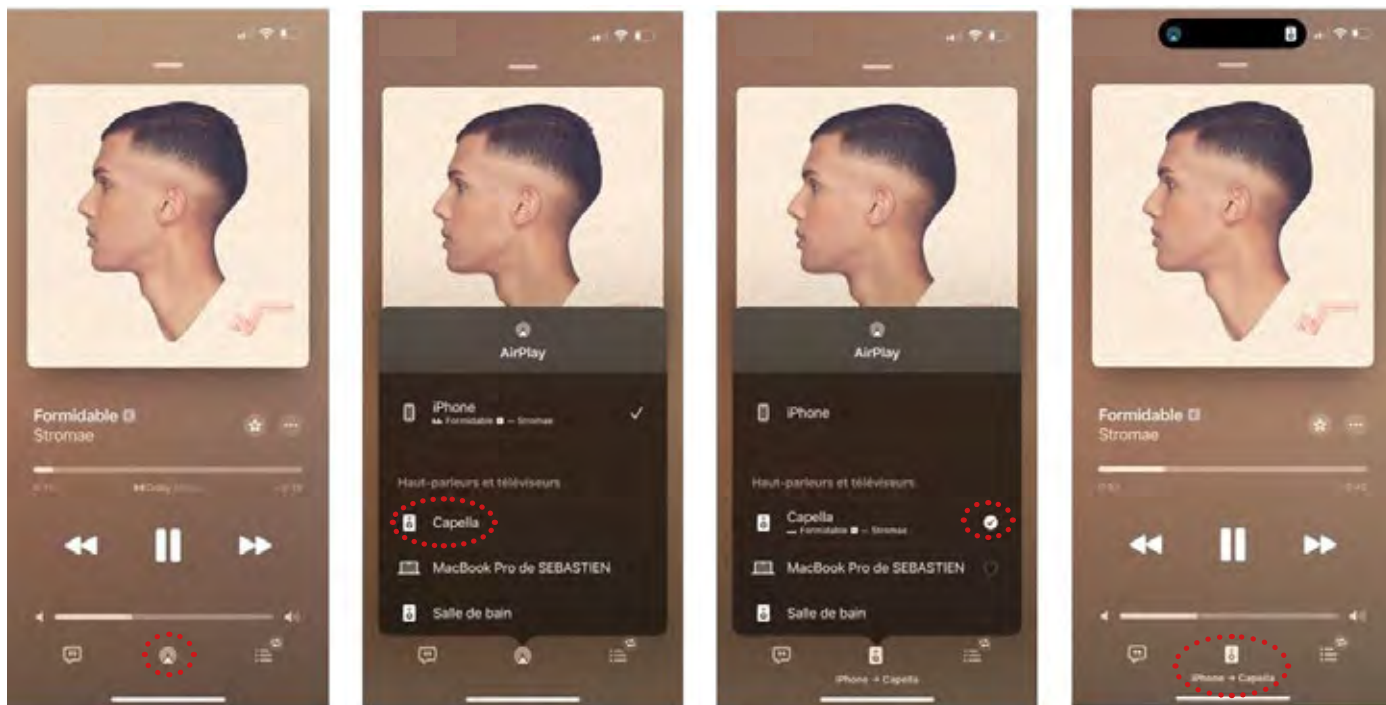 Formidable E
Stromae
AirPlay
iPhone
Formidable E – Stromae
Haut-parleurs et téléviseurs
Capella
MacBook Pro de SEBASTIEN
Salle de bain
AirPlay
iPhone
Haut-parleurs et téléviseurs
Capella
Formidable E – Stromae
MacBook Pro de SEBASTIEN
Salle de bain
iPhone → Capella
Formidable E
Stromae
iPhone → Capella